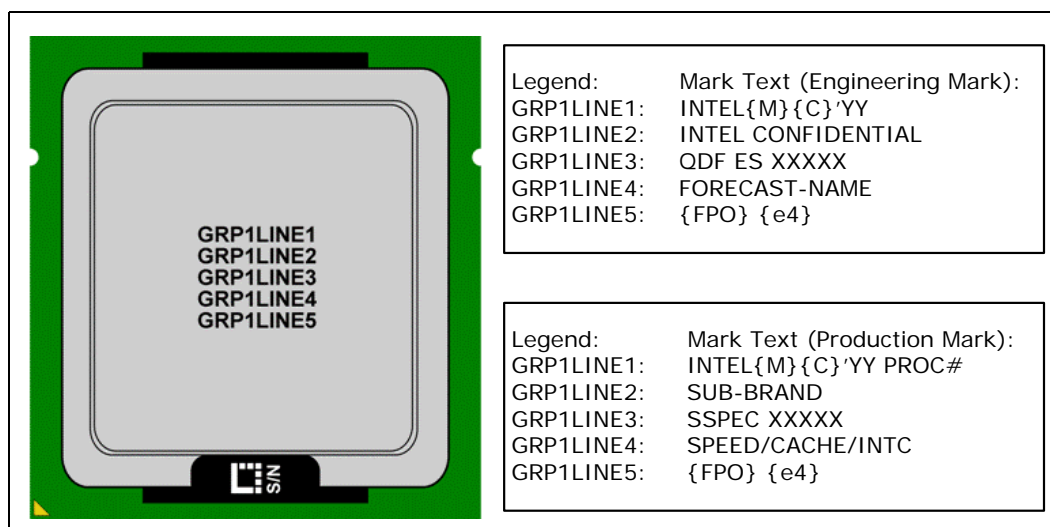 GRP1LINE1
GRP1LINE2
GRP1LINE3
GRP1LINE4
GRP1LINE5
S/N
Legend: Mark Text (Engineering Mark):
GRP1LINE1: INTEL{M}{C}'YY
GRP1LINE2: INTEL CONFIDENTIAL
GRP1LINE3: QDF ES XXXXX
GRP1LINE4: FORECAST-NAME
GRP1LINE5: {FPO} {e4}
Legend: Mark Text (Production Mark):
GRP1LINE1: INTEL{M}{C}'YY PROC#
GRP1LINE2: SUB-BRAND
GRP1LINE3: SSPEC XXXXX
GRP1LINE4: SPEED/CACHE/INTC
GRP1LINE5: {FPO} {e4}